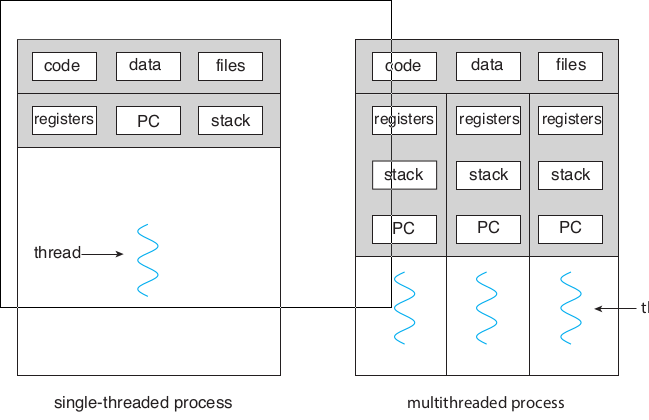 code data files code data files
registers PC stack registers registers registers
stack stack stack
PC PC PC
thread
single-threaded process multithreaded process